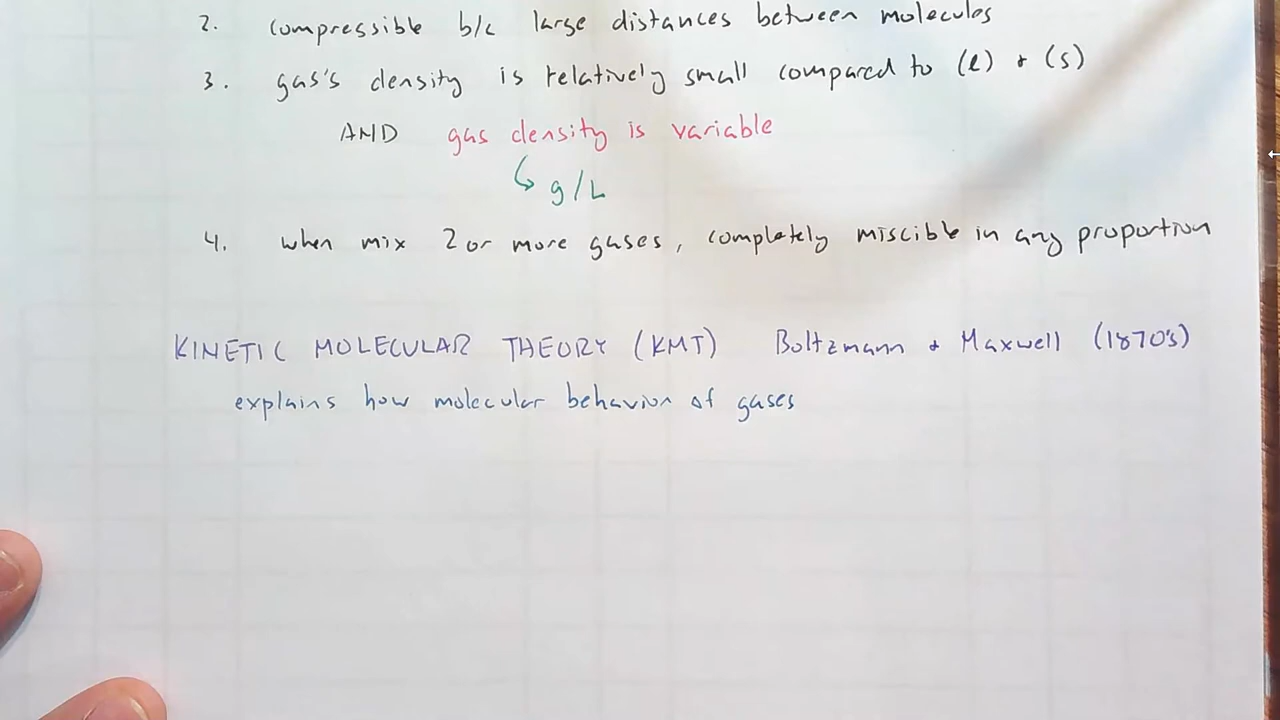 2. compressible b/c large distances between molecules
3. gas's density is relatively small compared to (l) + (s)
AND gas density is variable
↳ g/L
4. when mix 2 or more gases, completely miscible in any proportion
KINETIC MOLECULAR THEORY (KMT) Boltzmann + Maxwell (1870's)
explains how molecular behavior of gases